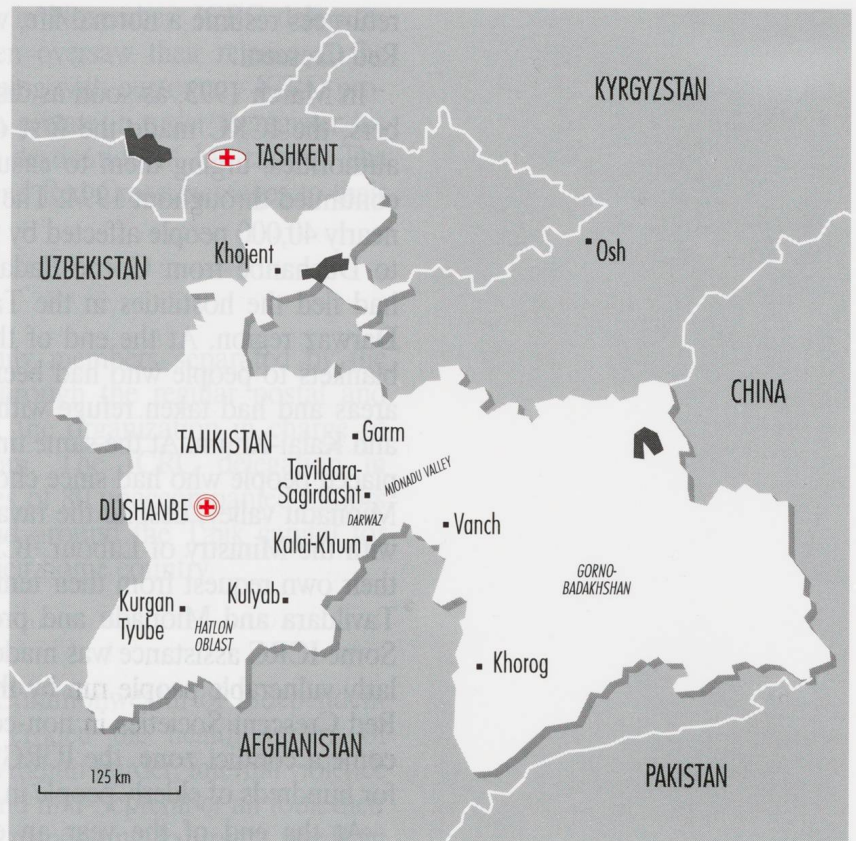 KYRGYZSTAN
TASHKENT
Osh
Khojent
UZBEKISTAN
CHINA
Garm
TAJIKISTAN
Tavildara-
Sagirdasht
MIONADU VALLEY
DUSHANBE
DARWAZ
Vanch
Kalai-Khum
GORNO-
BADAKHSHAN
Kurgan
Tyube
Kulyab
HATLON
OBLAST
Khorog
AFGHANISTAN
125 km
PAKISTAN